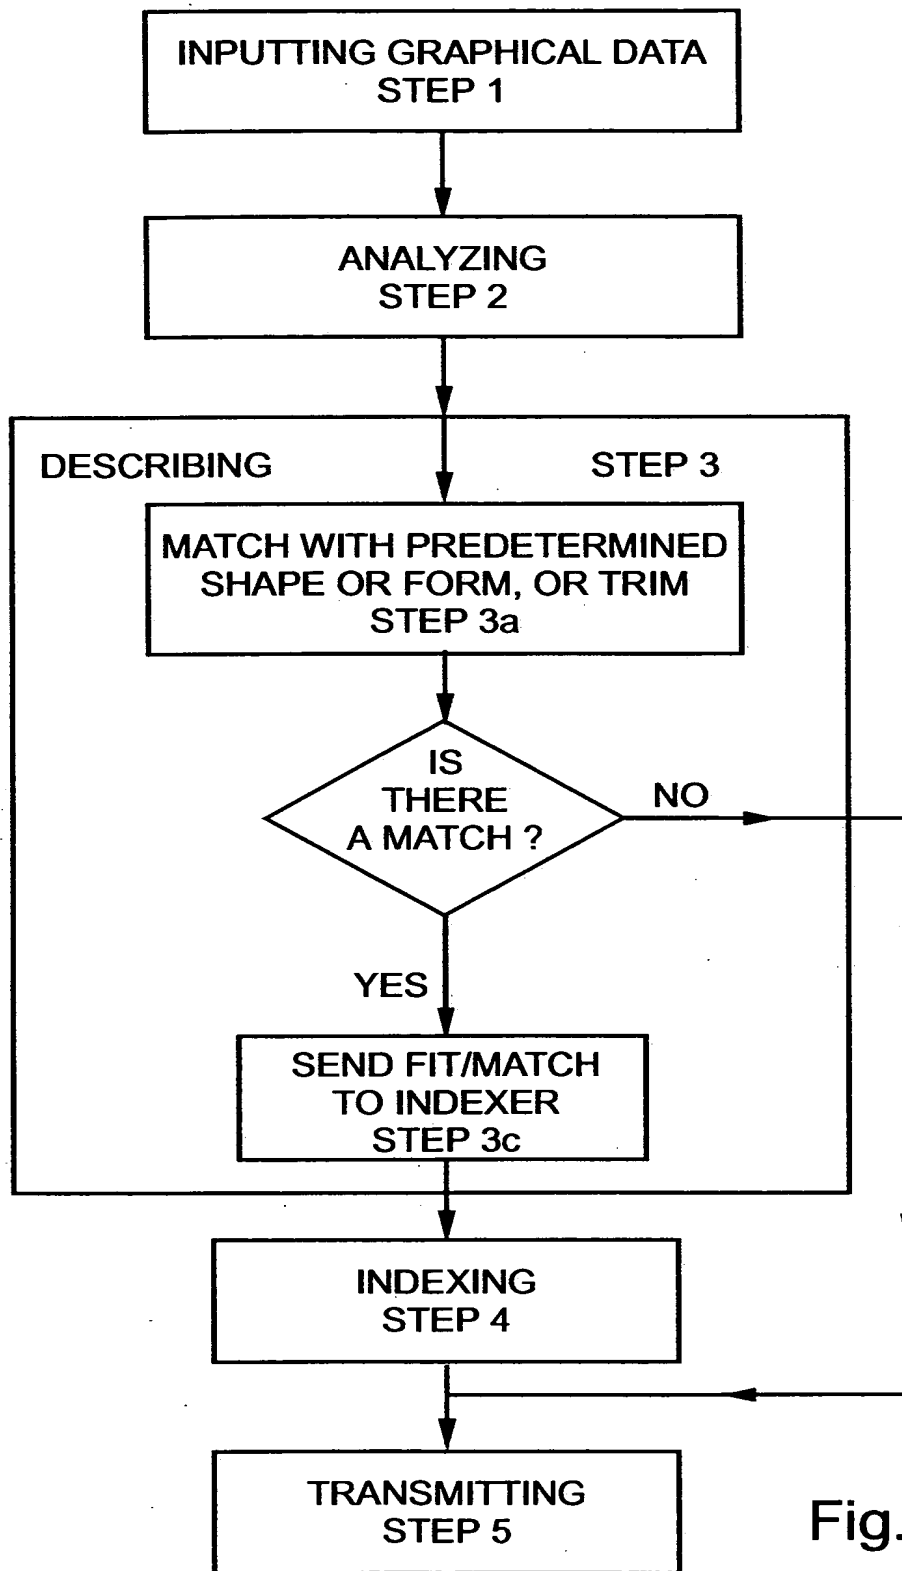 INPUTTING GRAPHICAL DATA
STEP 1
ANALYZING
STEP 2
DESCRIBING STEP 3
MATCH WITH PREDETERMINED
SHAPE OR FORM, OR TRIM
STEP 3a
IS
THERE
A MATCH ?
NO
YES
SEND FIT/MATCH
TO INDEXER
STEP 3c
INDEXING
STEP 4
TRANSMITTING
STEP 5
Fig.